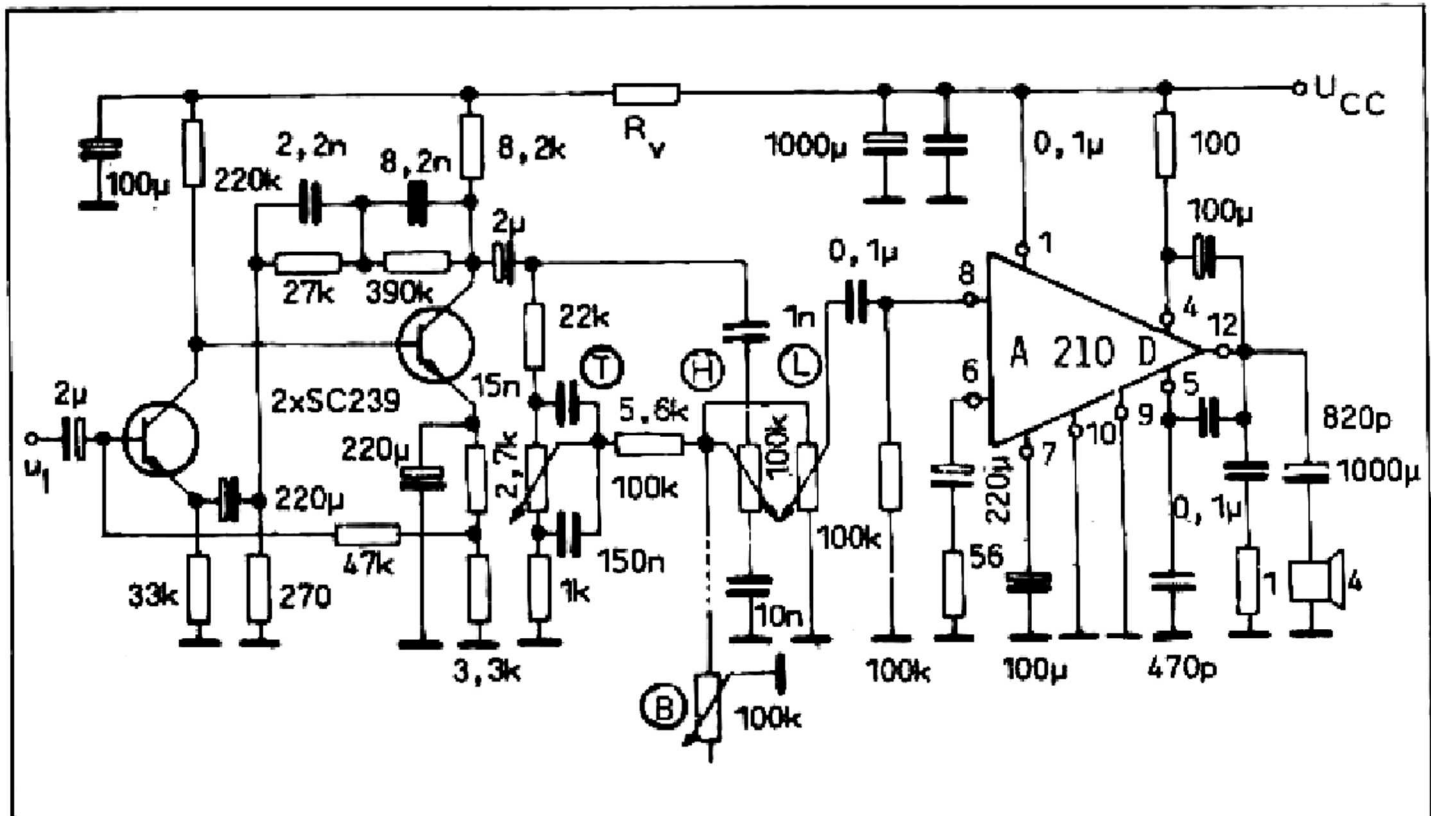 U_CC
R_v
1000µ
0,1µ
100
100µ
220k
2,2n
8,2n
8,2k
100µ
2µ
27k
390k
22k
1n
0,1µ
8
1
4
12
T
H
L
A 210 D
2µ
2xSC239
15n
5.6k
6
5
9
10
7
820p
1000µ
u₁
220µ
220µ
2,7k
100k
100k
100k
220µ
47k
150n
56
0,1µ
33k
270
1k
10n
1
4
3,3k
100k
100µ
470p
B
100k